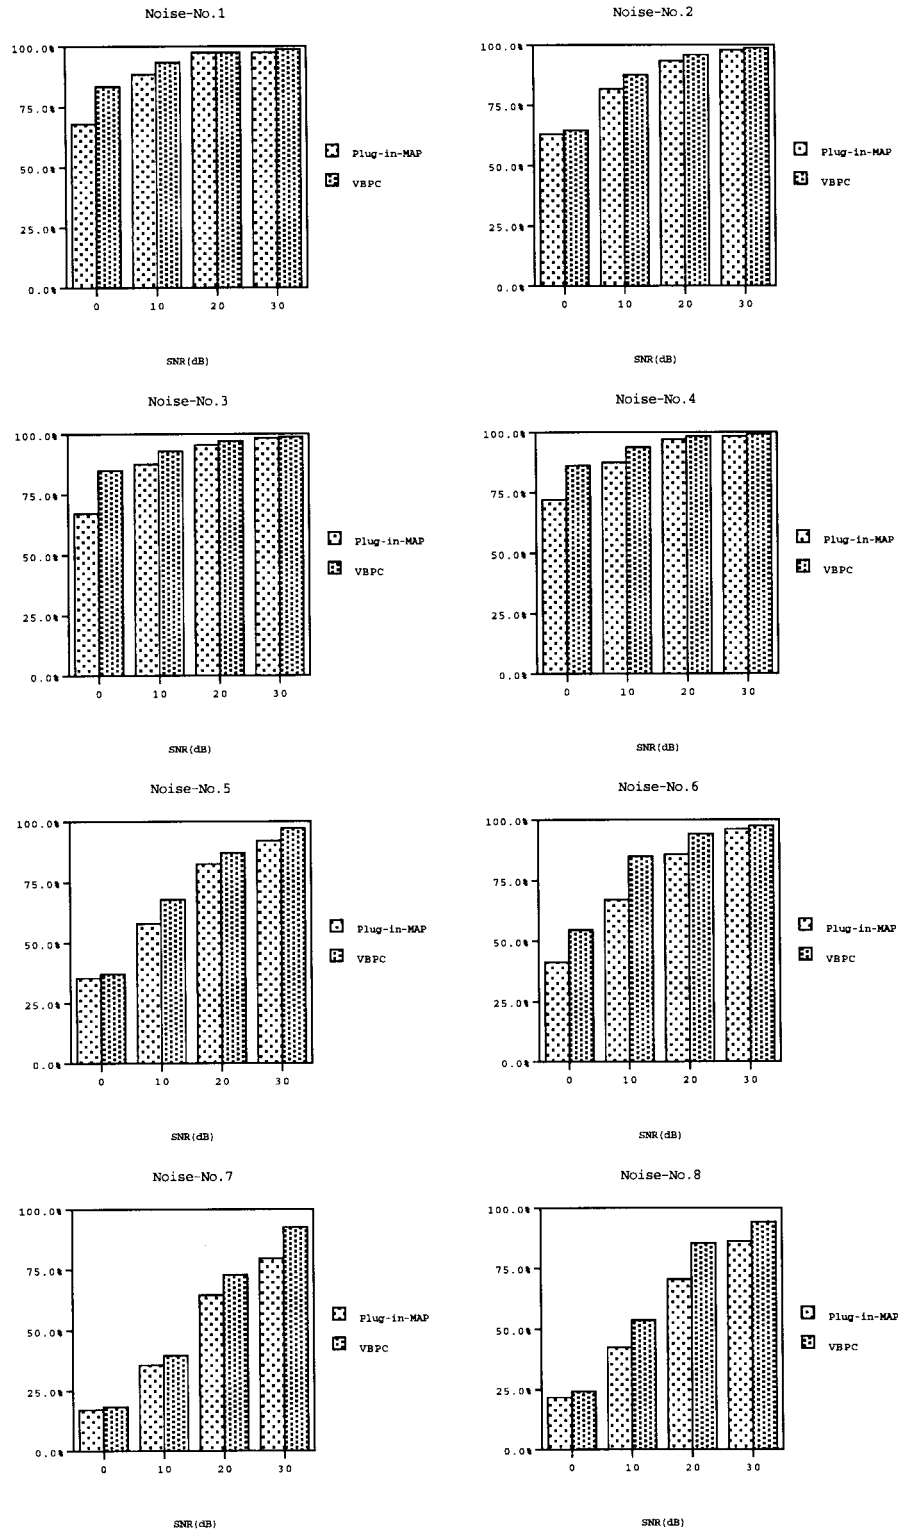 Noise-No.1
100.0%
75.0%
50.0%
25.0%
0.0%
0 10 20 30
SNR(dB)
Plug-in-MAP
VBPC
Noise-No.2
100.0%
75.0%
50.0%
25.0%
0.0%
0 10 20 30
SNR(dB)
Plug-in-MAP
VBPC
Noise-No.3
100.0%
75.0%
50.0%
25.0%
0.0%
0 10 20 30
SNR(dB)
Plug-in-MAP
VBPC
Noise-No.4
100.0%
75.0%
50.0%
25.0%
0.0%
0 10 20 30
SNR(dB)
Plug-in-MAP
VBPC
Noise-No.5
100.0%
75.0%
50.0%
25.0%
0.0%
0 10 20 30
SNR(dB)
Plug-in-MAP
VBPC
Noise-No.6
100.0%
75.0%
50.0%
25.0%
0.0%
0 10 20 30
SNR(dB)
Plug-in-MAP
VBPC
Noise-No.7
100.0%
75.0%
50.0%
25.0%
0.0%
0 10 20 30
SNR(dB)
Plug-in-MAP
VBPC
Noise-No.8
100.0%
75.0%
50.0%
25.0%
0.0%
0 10 20 30
SNR(dB)
Plug-in-MAP
VBPC